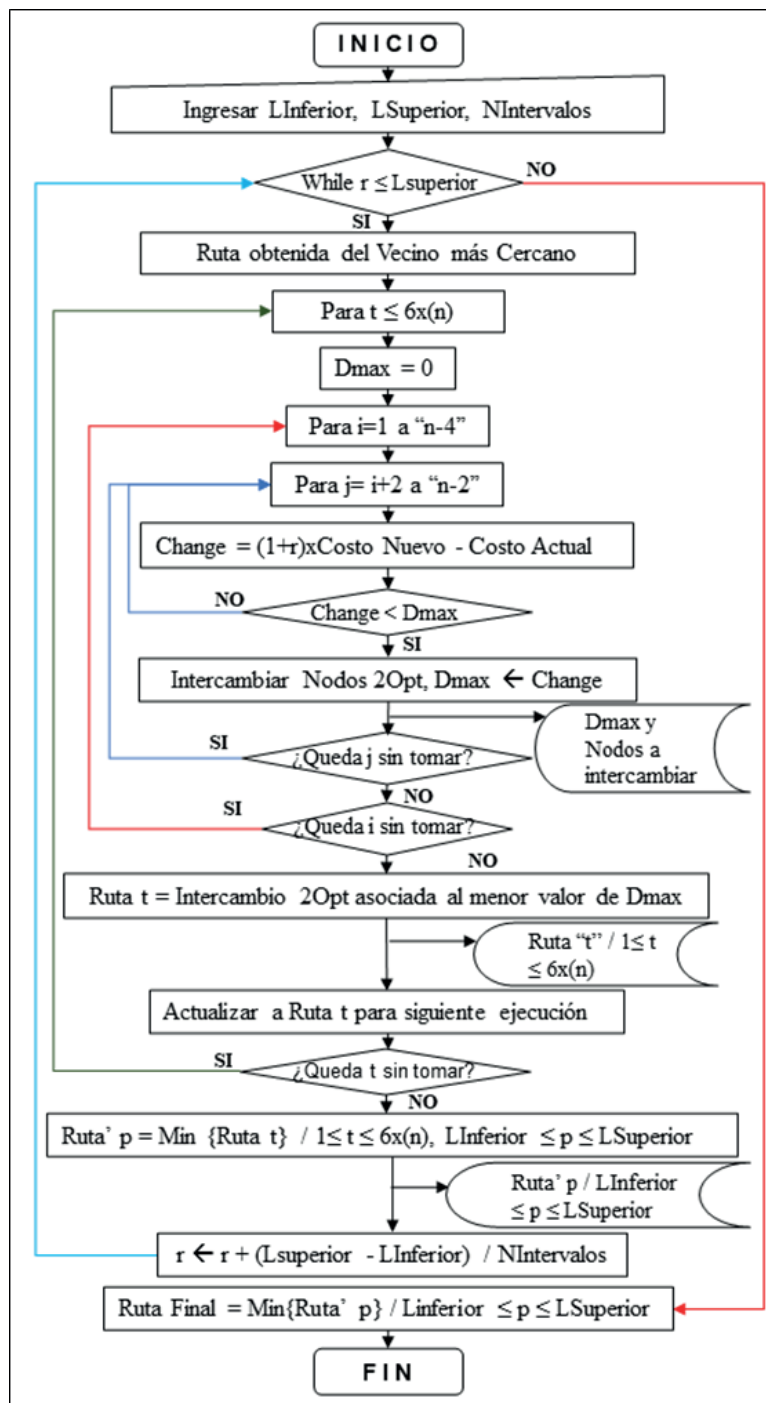 INICIO
Ingresar LInferior, LSuperior, NIntervalos
While r ≤ Lsuperior
NO
SI
Ruta obtenida del Vecino más Cercano
Para t ≤ 6x(n)
Dmax = 0
Para i=1 a “n-4”
Para j= i+2 a “n-2”
Change = (1+r)xCosto Nuevo - Costo Actual
NO
Change < Dmax
SI
Intercambiar Nodos 2Opt, Dmax ← Change
Dmax y
Nodos a
intercambiar
SI
¿Queda j sin tomar?
NO
SI
¿Queda i sin tomar?
NO
Ruta t = Intercambio 2Opt asociada al menor valor de Dmax
Ruta “t” / 1≤ t
≤ 6x(n)
Actualizar a Ruta t para siguiente ejecución
SI
¿Queda t sin tomar?
NO
Ruta’ p = Min {Ruta t} / 1≤ t ≤ 6x(n), LInferior ≤ p ≤ LSuperior
Ruta’ p / LInferior
≤ p ≤ LSuperior
r ← r + (Lsuperior - LInferior) / NIntervalos
Ruta Final = Min{Ruta’ p} / Linferior ≤ p ≤ LSuperior
FIN